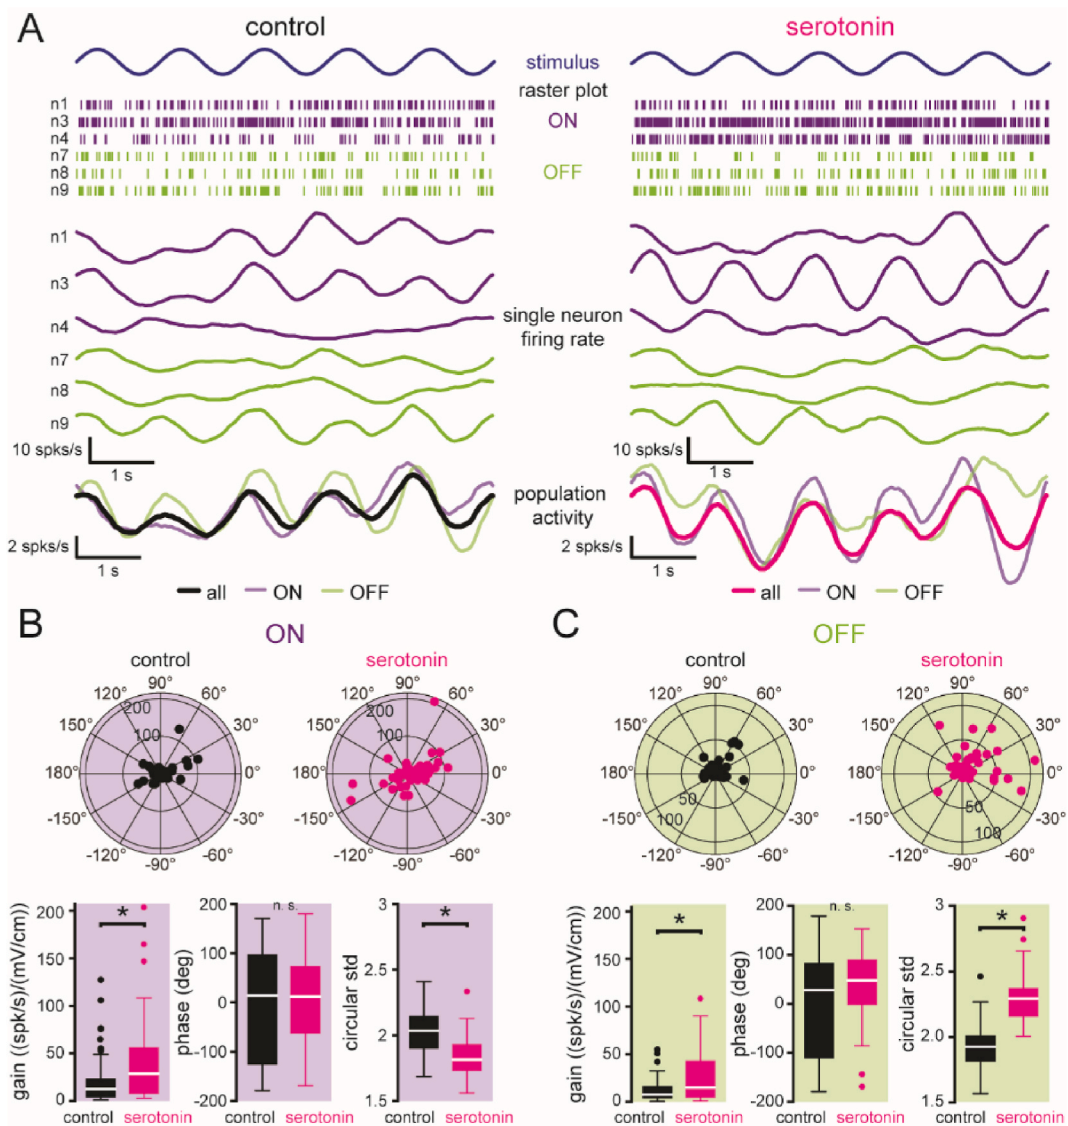 A
control
serotonin
stimulus
raster plot
ON
OFF
n1
n3
n4
n7
n8
n9
n1
n3
n4
n7
n8
n9
single neuron
firing rate
10 spks/s
1 s
10 spks/s
1 s
population
activity
2 spks/s
1 s
2 spks/s
1 s
all ON OFF
all ON OFF
B
ON
control
serotonin
90°
120° 60°
150° 30°
180° 0°
-150° -30°
-120° -60°
-90°
200
100
90°
120° 60°
150° 30°
180° 0°
-150° -30°
-120° -60°
-90°
200
100
gain ((spk/s)/(mV/cm))
200
150
100
50
0
*
control serotonin
phase (deg)
200
100
0
-100
-200
n. s.
control serotonin
circular std
3
2.5
2.0
1.5
*
control serotonin
C
OFF
control
serotonin
90°
120° 60°
150° 30°
180° 0°
-150° -30°
-120° -60°
-90°
50
100
90°
120° 60°
150° 30°
180° 0°
-150° -30°
-120° -60°
-90°
50
100
gain ((spk/s)/(mV/cm))
200
150
100
50
0
*
control serotonin
phase (deg)
200
100
0
-100
-200
n. s.
control serotonin
circular std
3
2.5
2.0
1.5
*
control serotonin